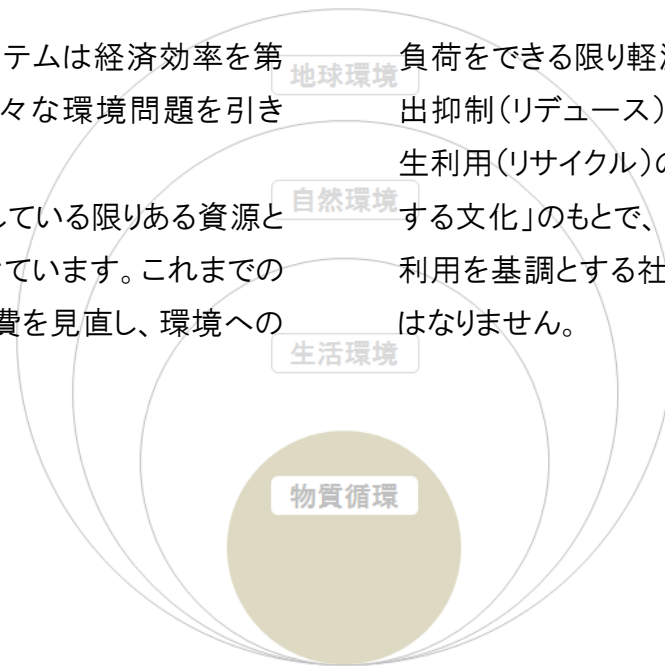 テムは経済効率を第
々な環境問題を引き
している限りある資源と
ています。これまでの
費を見直し、環境への
負荷をできる限り軽
出抑制(リデュース)
生利用(リサイクル)の
する文化」のもとで、
利用を基調とする社
はなりません。
地球環境
自然環境
生活環境
物質循環